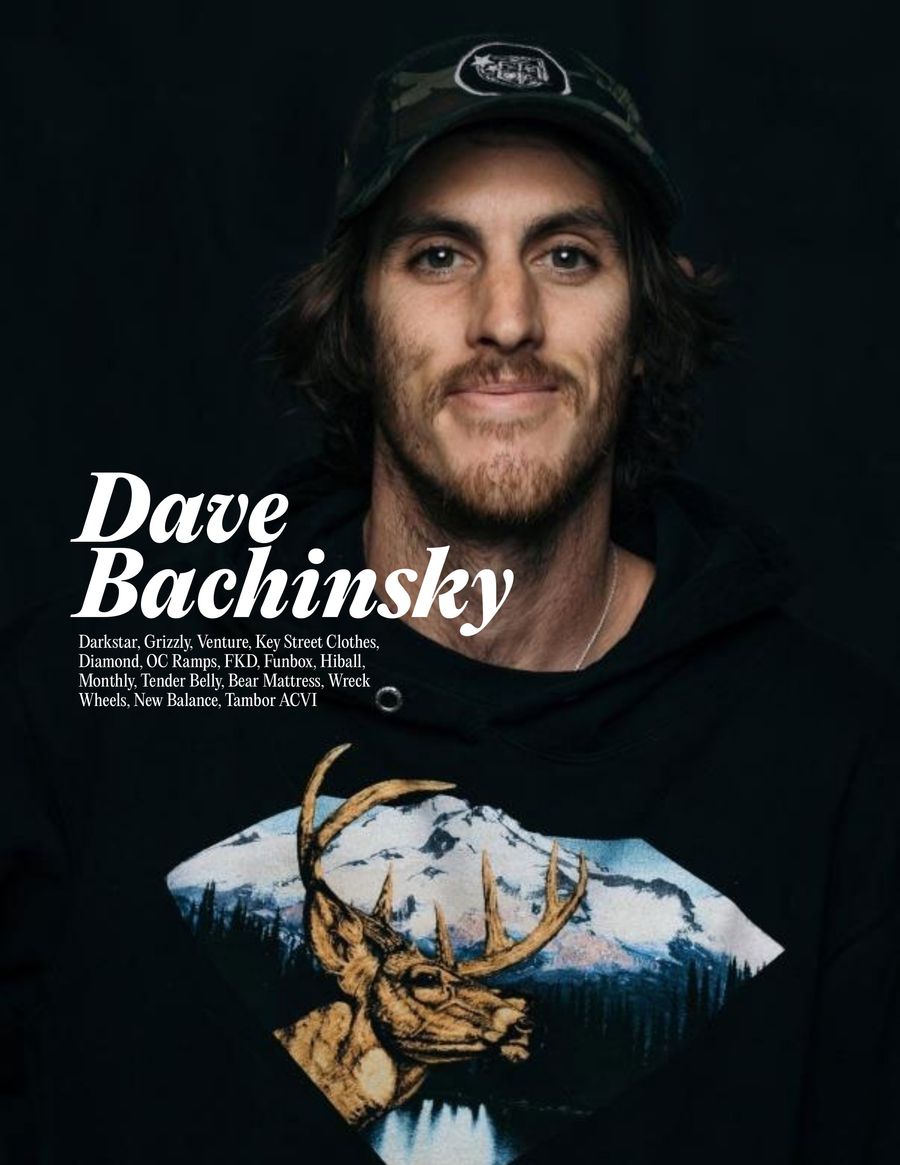 Dave
Bachinsky
Darkstar, Grizzly, Venture, Key Street Clothes,
Diamond, OC Ramps, FKD, Funbox, Hiball,
Monthly, Tender Belly, Bear Mattress, Wreck
Wheels, New Balance, Tambor ACVI